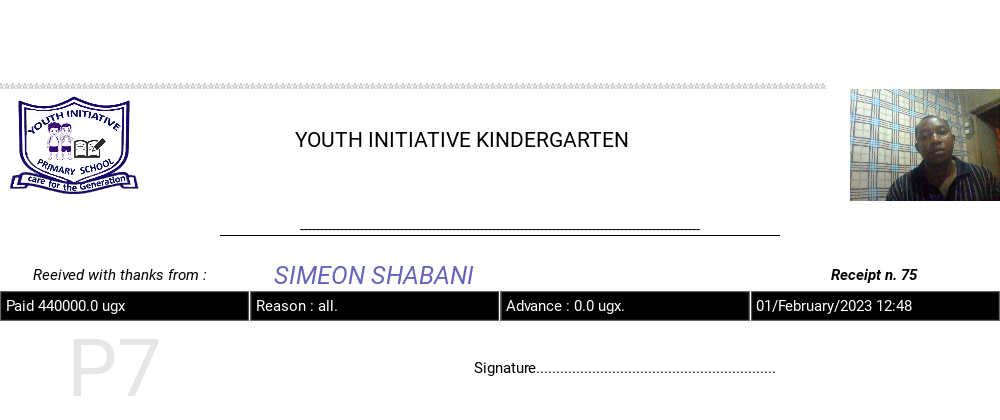 YOUTH INITIATIVE
PRIMARY SCHOOL
care for the Generation
YOUTH INITIATIVE KINDERGARTEN
Reeived with thanks from : SIMEON SHABANI Receipt n. 75
Paid 440000.0 ugx Reason : all. Advance : 0.0 ugx. 01/February/2023 12:48
P7
Signature............................................................